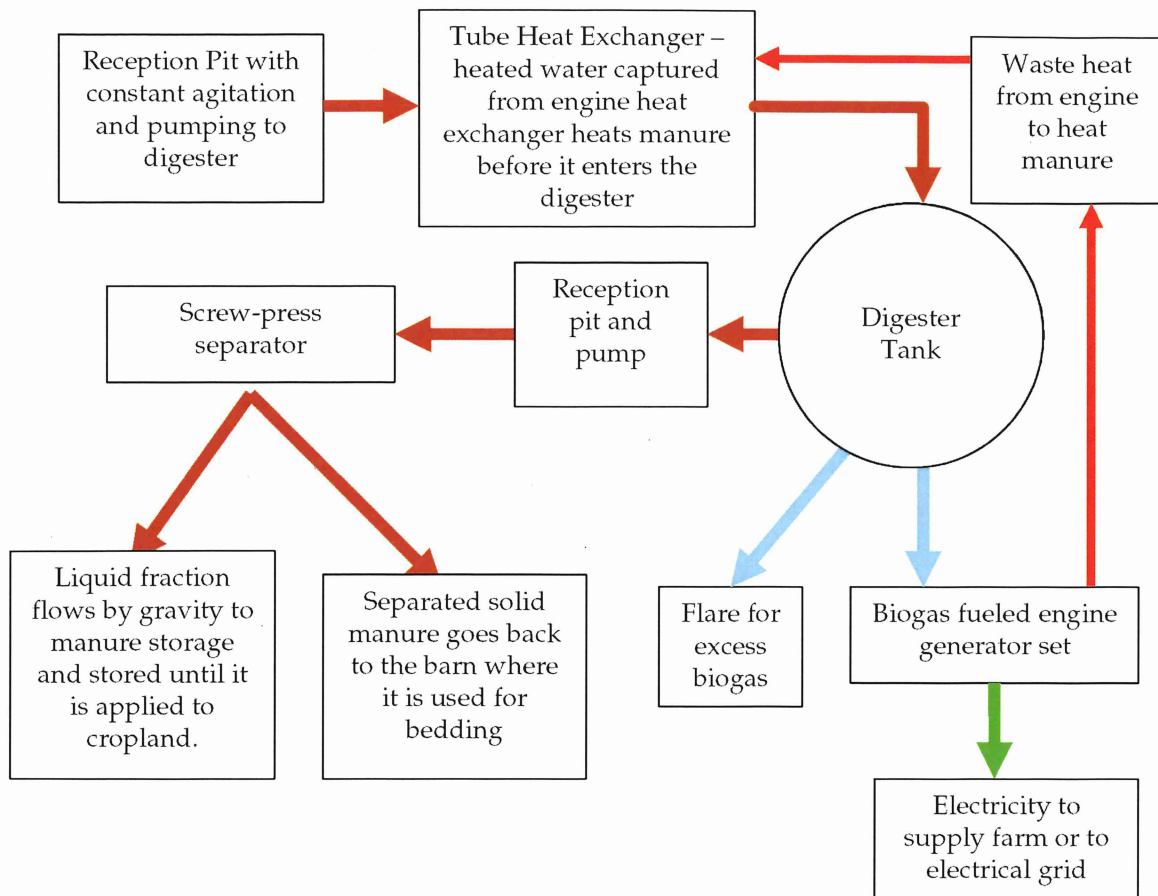 Reception Pit with
constant agitation
and pumping to
digester
Tube Heat Exchanger –
heated water captured
from engine heat
exchanger heats manure
before it enters the
digester
Waste heat
from engine
to heat
manure
Screw-press
separator
Reception
pit and
pump
Digester
Tank
Liquid fraction
flows by gravity to
manure storage
and stored until it
is applied to
cropland.
Separated solid
manure goes back
to the barn where
it is used for
bedding
Flare for
excess
biogas
Biogas fueled engine
generator set
Electricity to
supply farm or to
electrical grid